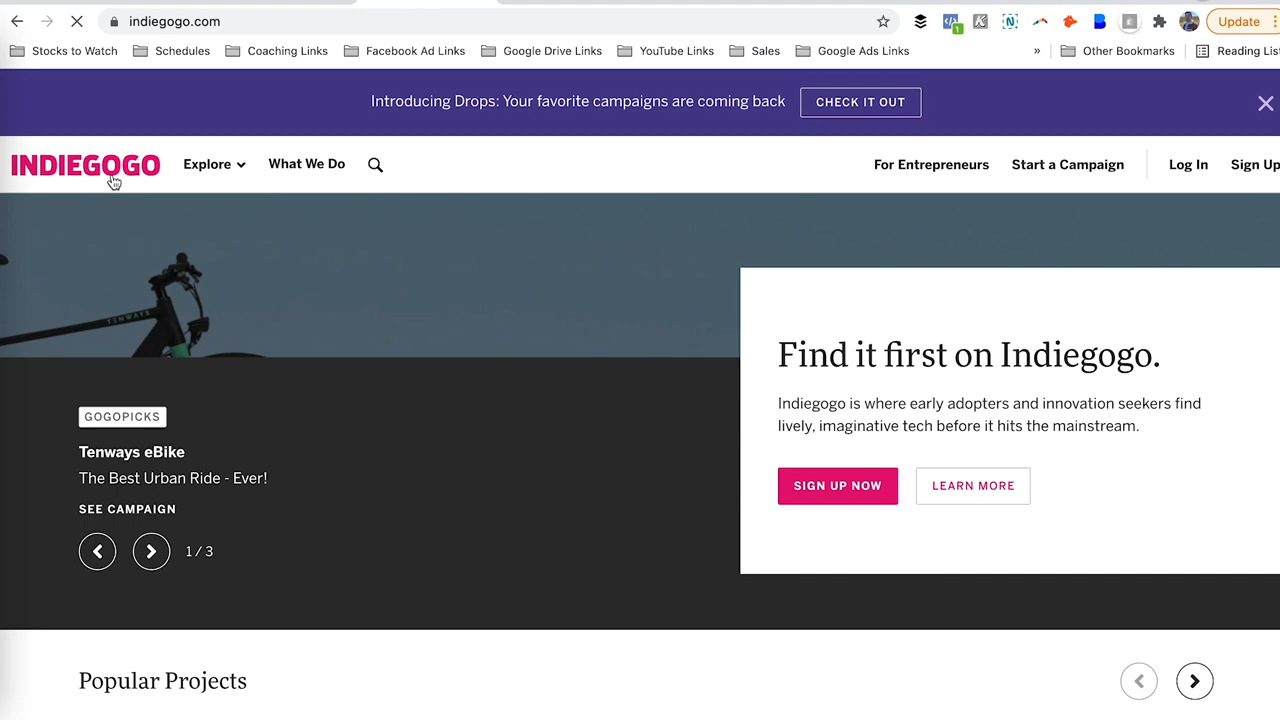 indiegogo.com
1
Update
Stocks to Watch
Schedules
Coaching Links
Facebook Ad Links
Google Drive Links
YouTube Links
Sales
Google Ads Links
»
Other Bookmarks
Reading List
Introducing Drops: Your favorite campaigns are coming back
CHECK IT OUT
INDIEGOGO
Explore
What We Do
For Entrepreneurs
Start a Campaign
Log In
Sign Up
TENWAYS
Find it first on Indiegogo.
Indiegogo is where early adopters and innovation seekers find
lively, imaginative tech before it hits the mainstream.
SIGN UP NOW
LEARN MORE
GOGOPICKS
Tenways eBike
The Best Urban Ride - Ever!
SEE CAMPAIGN
1 / 3
Popular Projects